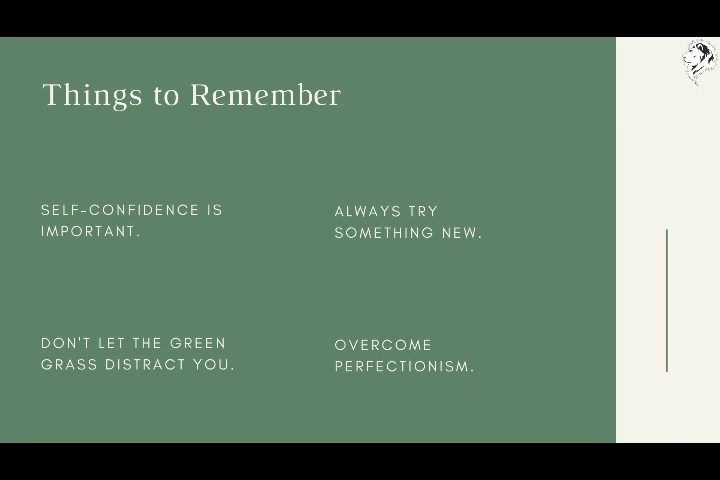 Things to Remember
SELF-CONFIDENCE IS
IMPORTANT.
ALWAYS TRY
SOMETHING NEW.
DON'T LET THE GREEN
GRASS DISTRACT YOU.
OVERCOME
PERFECTIONISM.